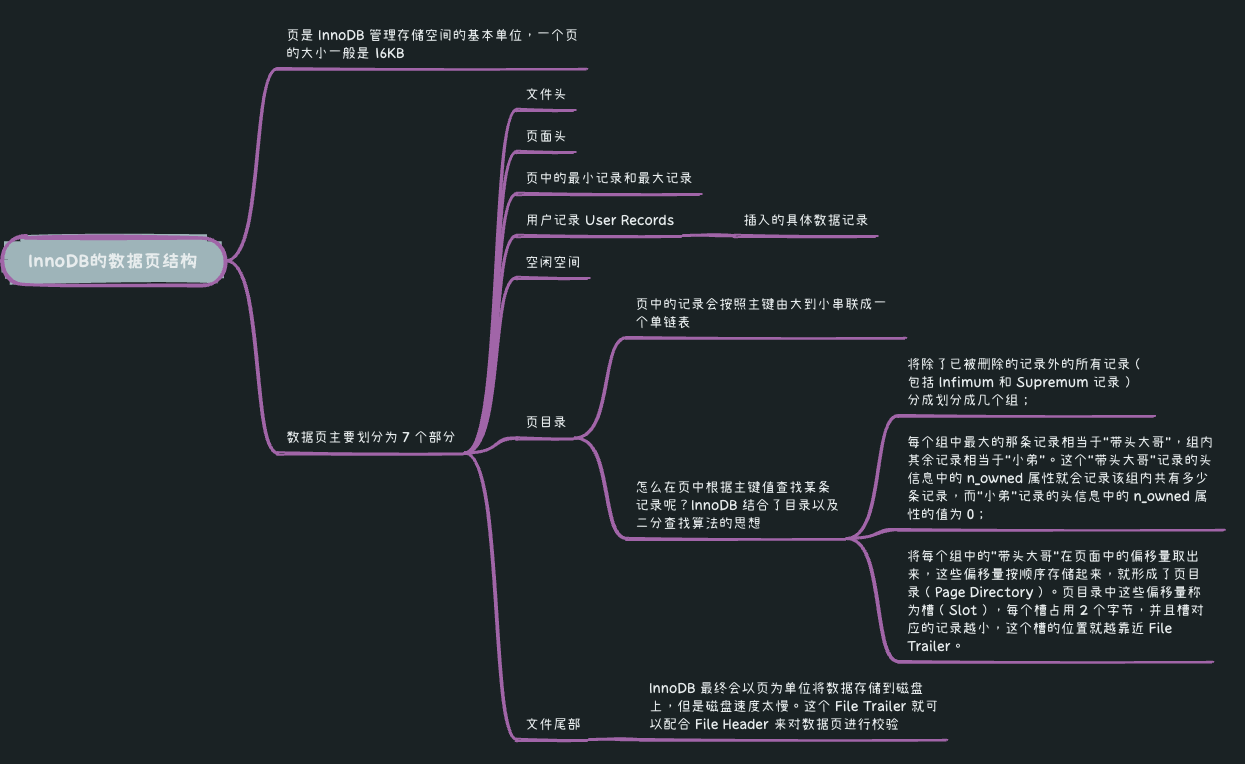 页是 InnoDB 管理存储空间的基本单位，一个页
的大小一般是 16KB
文件头
页面头
页中的最小记录和最大记录
用户记录 User Records
插入的具体数据记录
InnoDB的数据页结构
空闲空间
页中的记录会按照主键由大到小串联成一
个单链表
将除了已被删除的记录外的所有记录（
包括 Infimum 和 Supremum 记录）
分成划分成几个组；
页目录
数据页主要划分为 7 个部分
每个组中最大的那条记录相当于"带头大哥"，组内
其余记录相当于"小弟"。这个"带头大哥"记录的头
信息中的 n_owned 属性就会记录该组内共有多少
条记录，而"小弟"记录的头信息中的 n_owned 属
性的值为 0；
怎么在页中根据主键值查找某条
记录呢？InnoDB 结合了目录以及
二分查找算法的思想
将每个组中的"带头大哥"在页面中的偏移量取出
来，这些偏移量按顺序存储起来，就形成了页目
录（Page Directory）。页目录中这些偏移量称
为槽（Slot），每个槽占用 2 个字节，并且槽对
应的记录越小，这个槽的位置就越靠近 File
Trailer。
文件尾部
InnoDB 最终会以页为单位将数据存储到磁盘
上，但是磁盘速度太慢。这个 File Trailer 就可
以配合 File Header 来对数据页进行校验